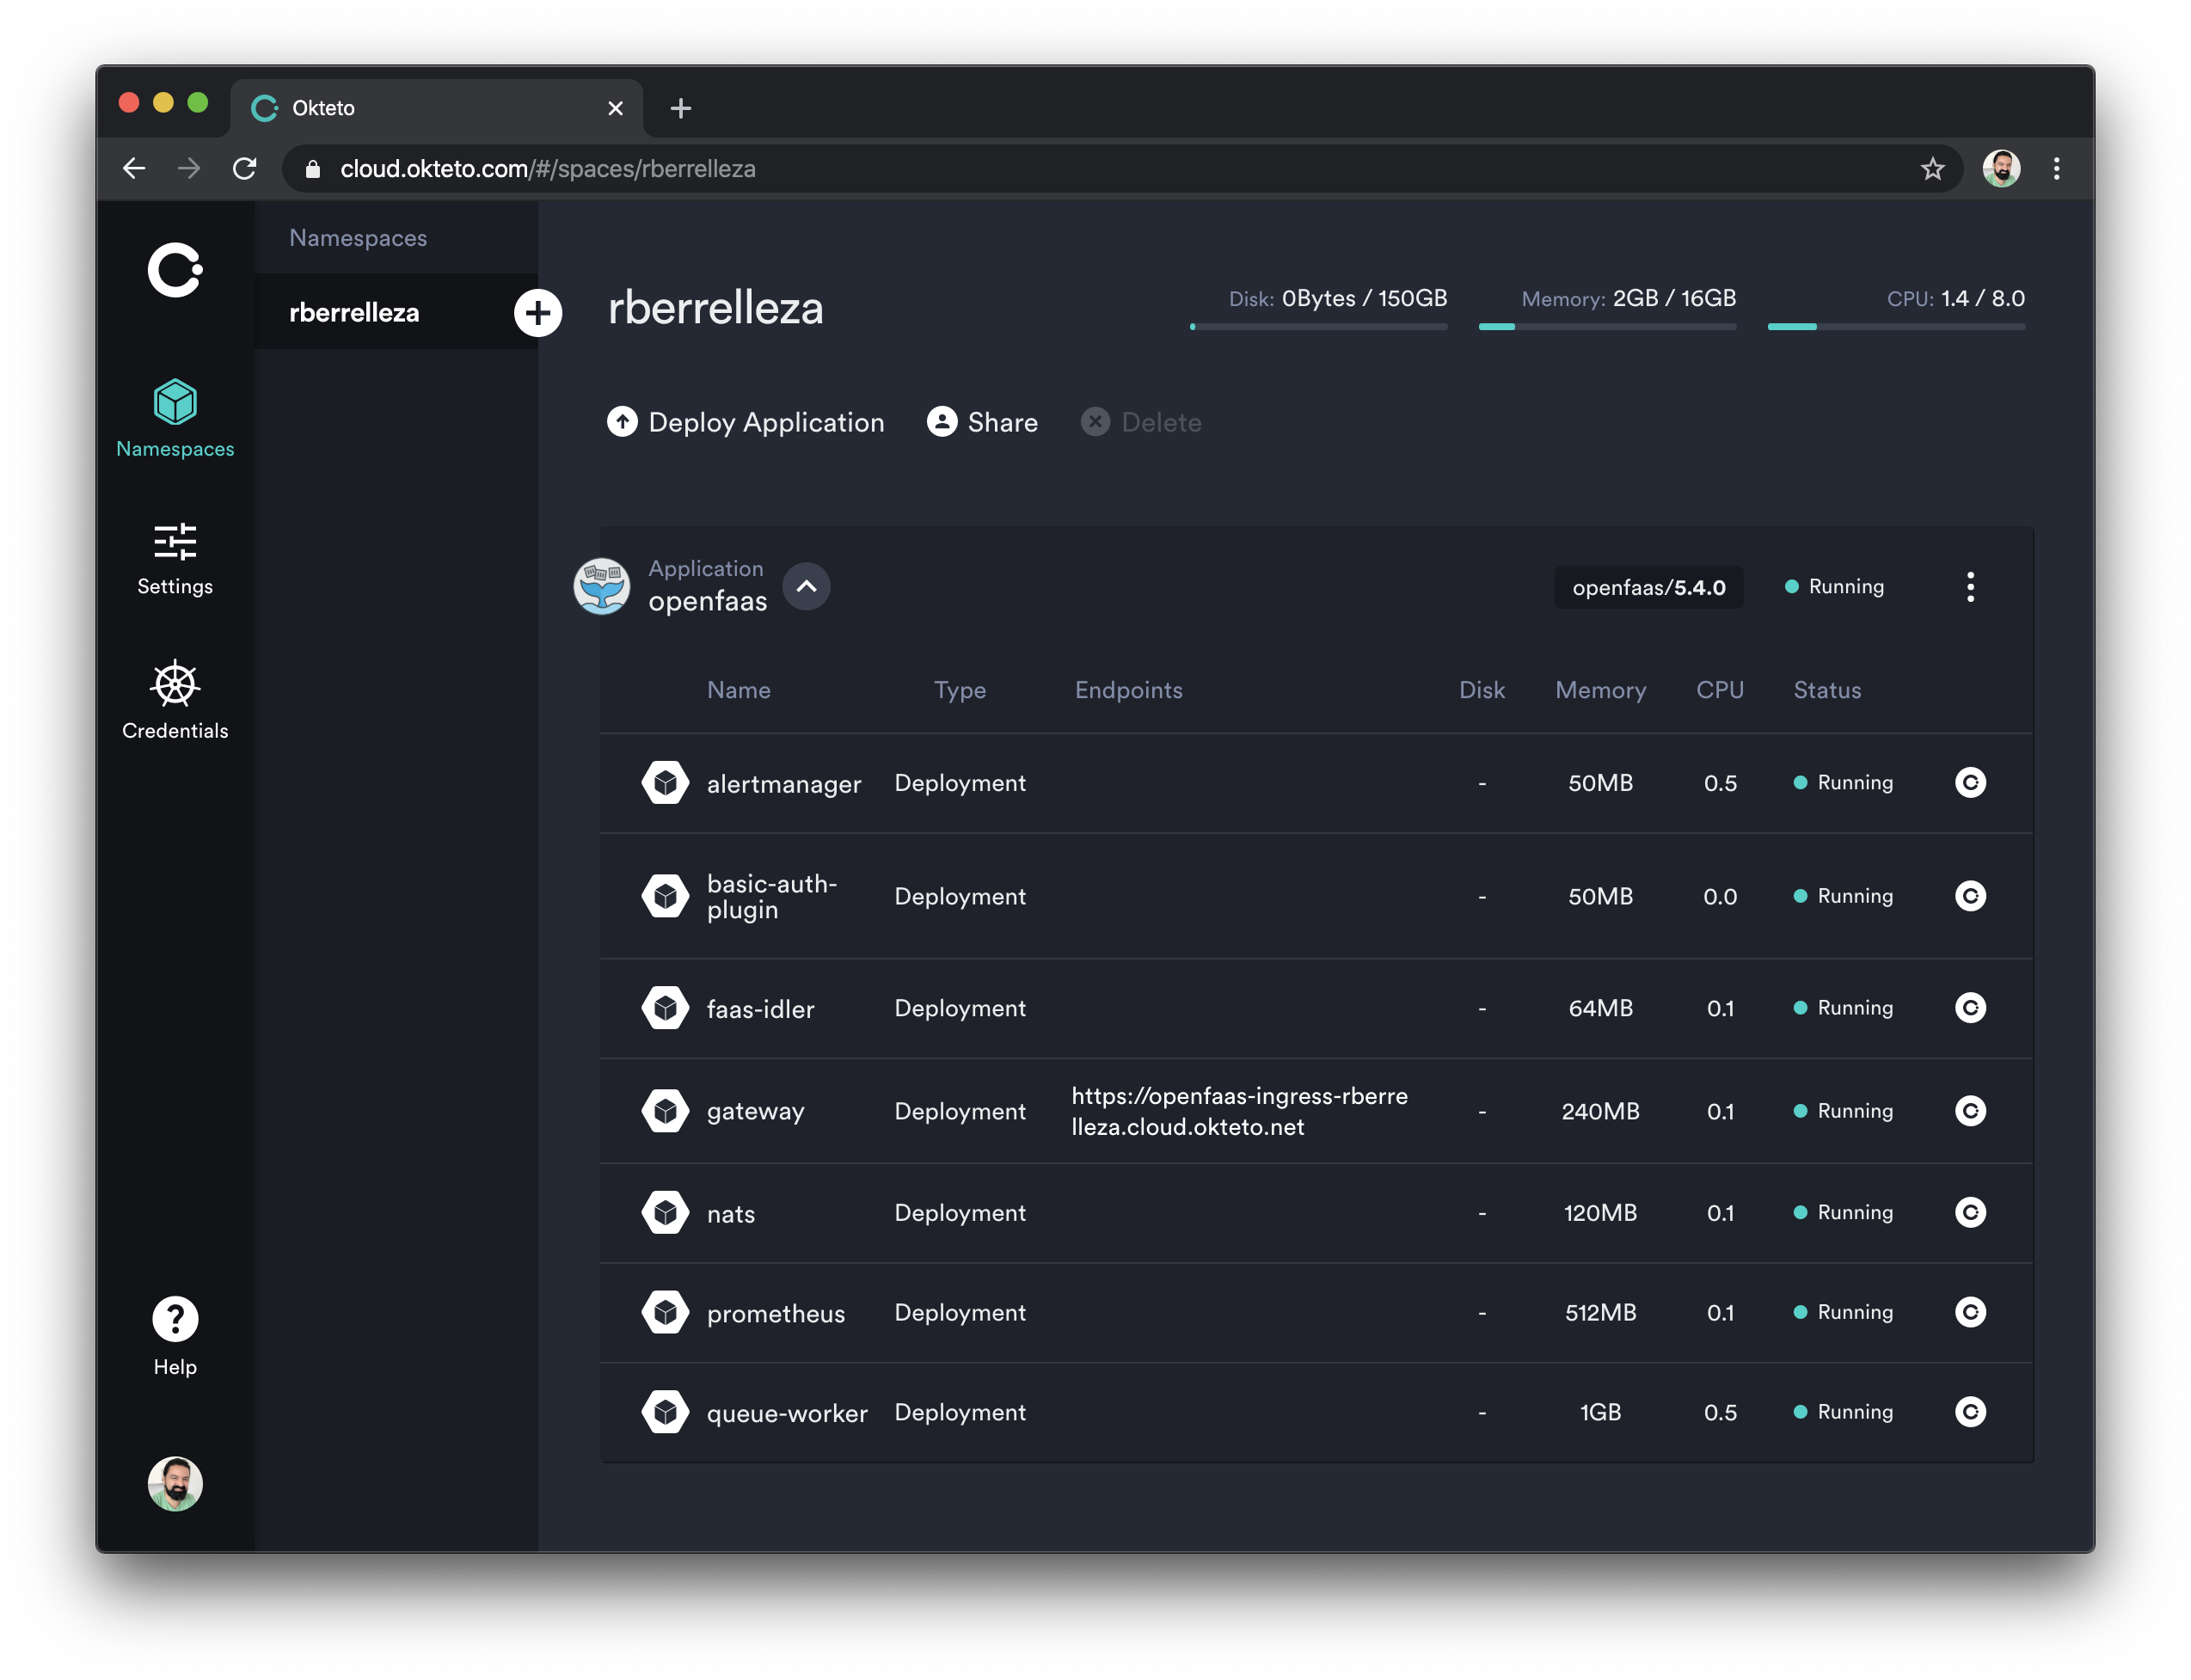 Okteto
cloud.okteto.com/#/spaces/rberrelleza
Namespaces
rberrelleza
Namespaces
Settings
Credentials
Help
rberrelleza
Disk: 0Bytes / 150GB
Memory: 2GB / 16GB
CPU: 1.4 / 8.0
Deploy Application
Share
Delete
Application
openfaas
openfaas/5.4.0
Running
Name Type Endpoints Disk Memory CPU Status
alertmanager Deployment - 50MB 0.5 Running
basic-auth-
plugin Deployment - 50MB 0.0 Running
faas-idler Deployment - 64MB 0.1 Running
gateway Deployment https://openfaas-ingress-rberre
lleza.cloud.okteto.net - 240MB 0.1 Running
nats Deployment - 120MB 0.1 Running
prometheus Deployment - 512MB 0.1 Running
queue-worker Deployment - 1GB 0.5 Running